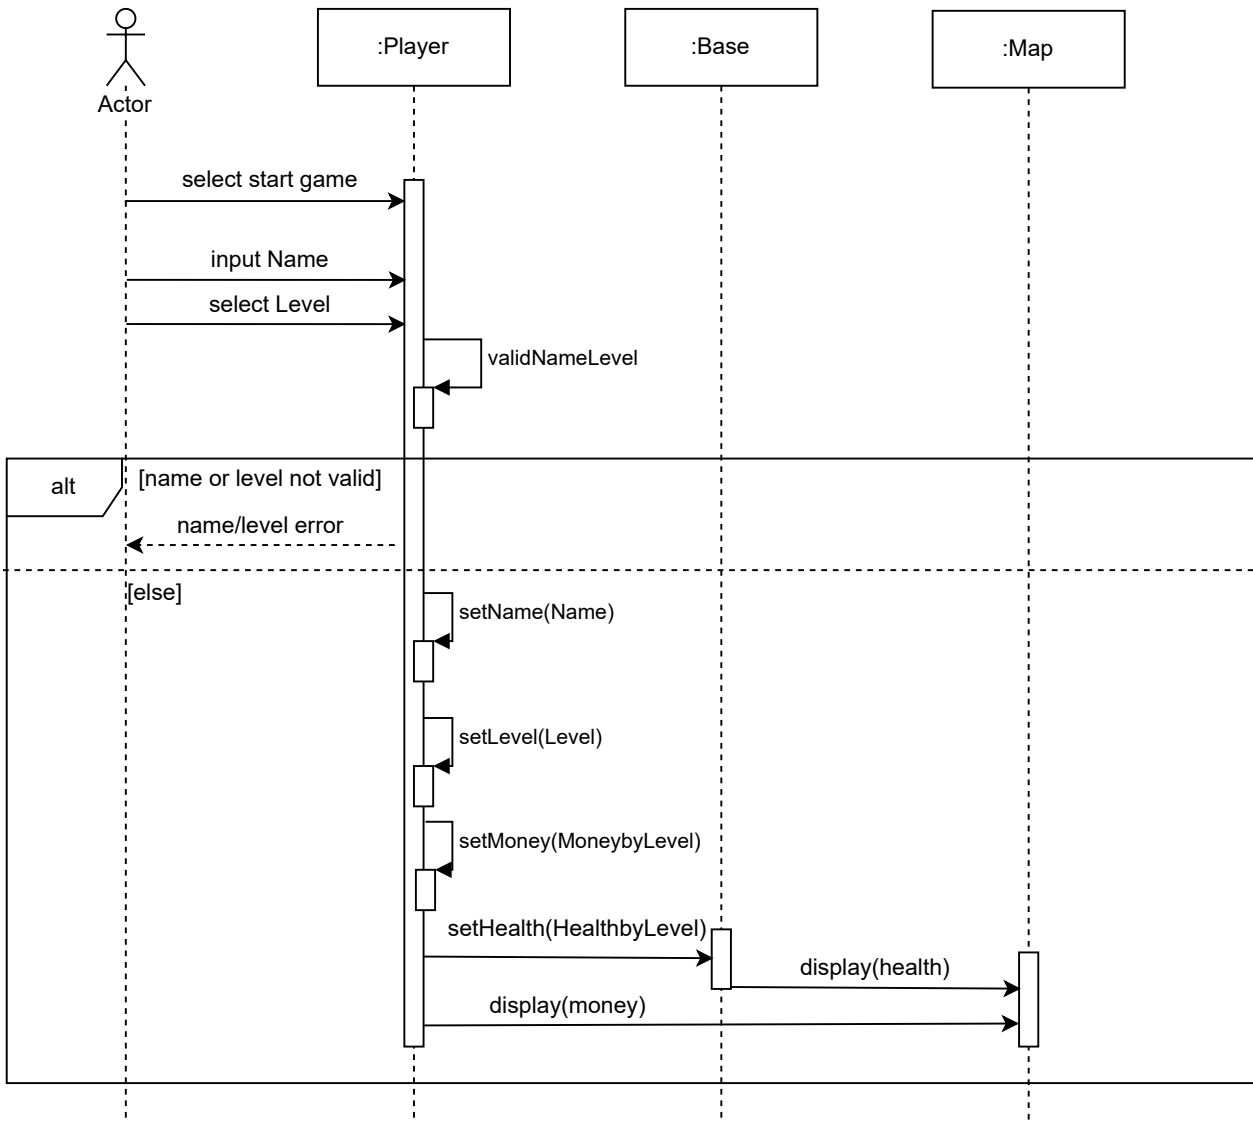 Actor
:Player
:Base
:Map
select start game
input Name
select Level
validNameLevel
alt
[name or level not valid]
name/level error
[else]
setName(Name)
setLevel(Level)
setMoney(MoneybyLevel)
setHealth(HealthbyLevel)
display(health)
display(money)